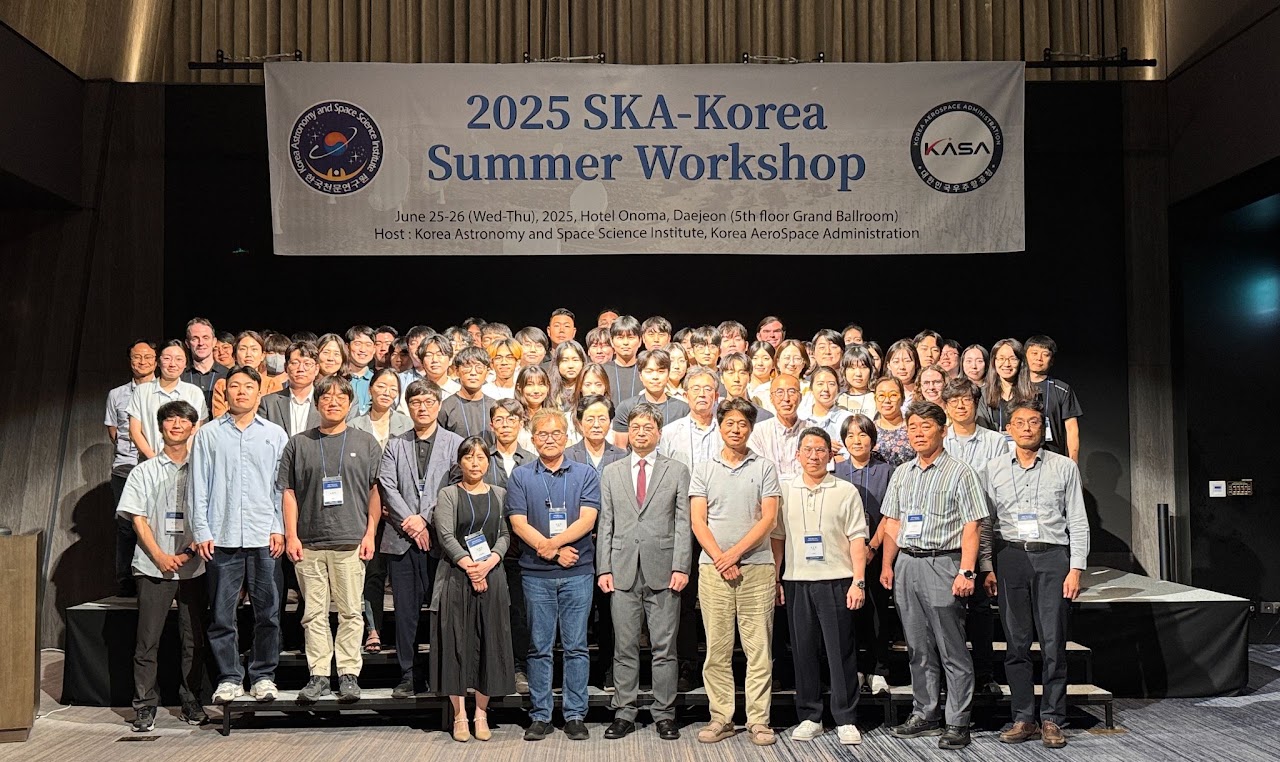 2025 SKA-Korea
Summer Workshop
June 25-26 (Wed-Thu), 2025, Hotel Onoma, Daejeon (5th floor Grand Ballroom)
Host : Korea Astronomy and Space Science Institute, Korea AeroSpace Administration
Korea Astronomy and Space Science Institute
한국천문연구원
KOREA AEROSPACE ADMINISTRATION
KASA
대한민국우주항공청